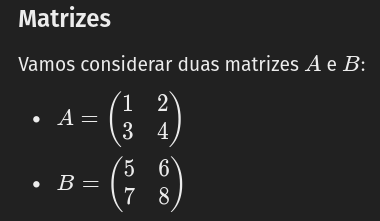 Matrizes
Vamos considerar duas matrizes A e B:
• A = (1 2
3 4)
• B = (5 6
7 8)